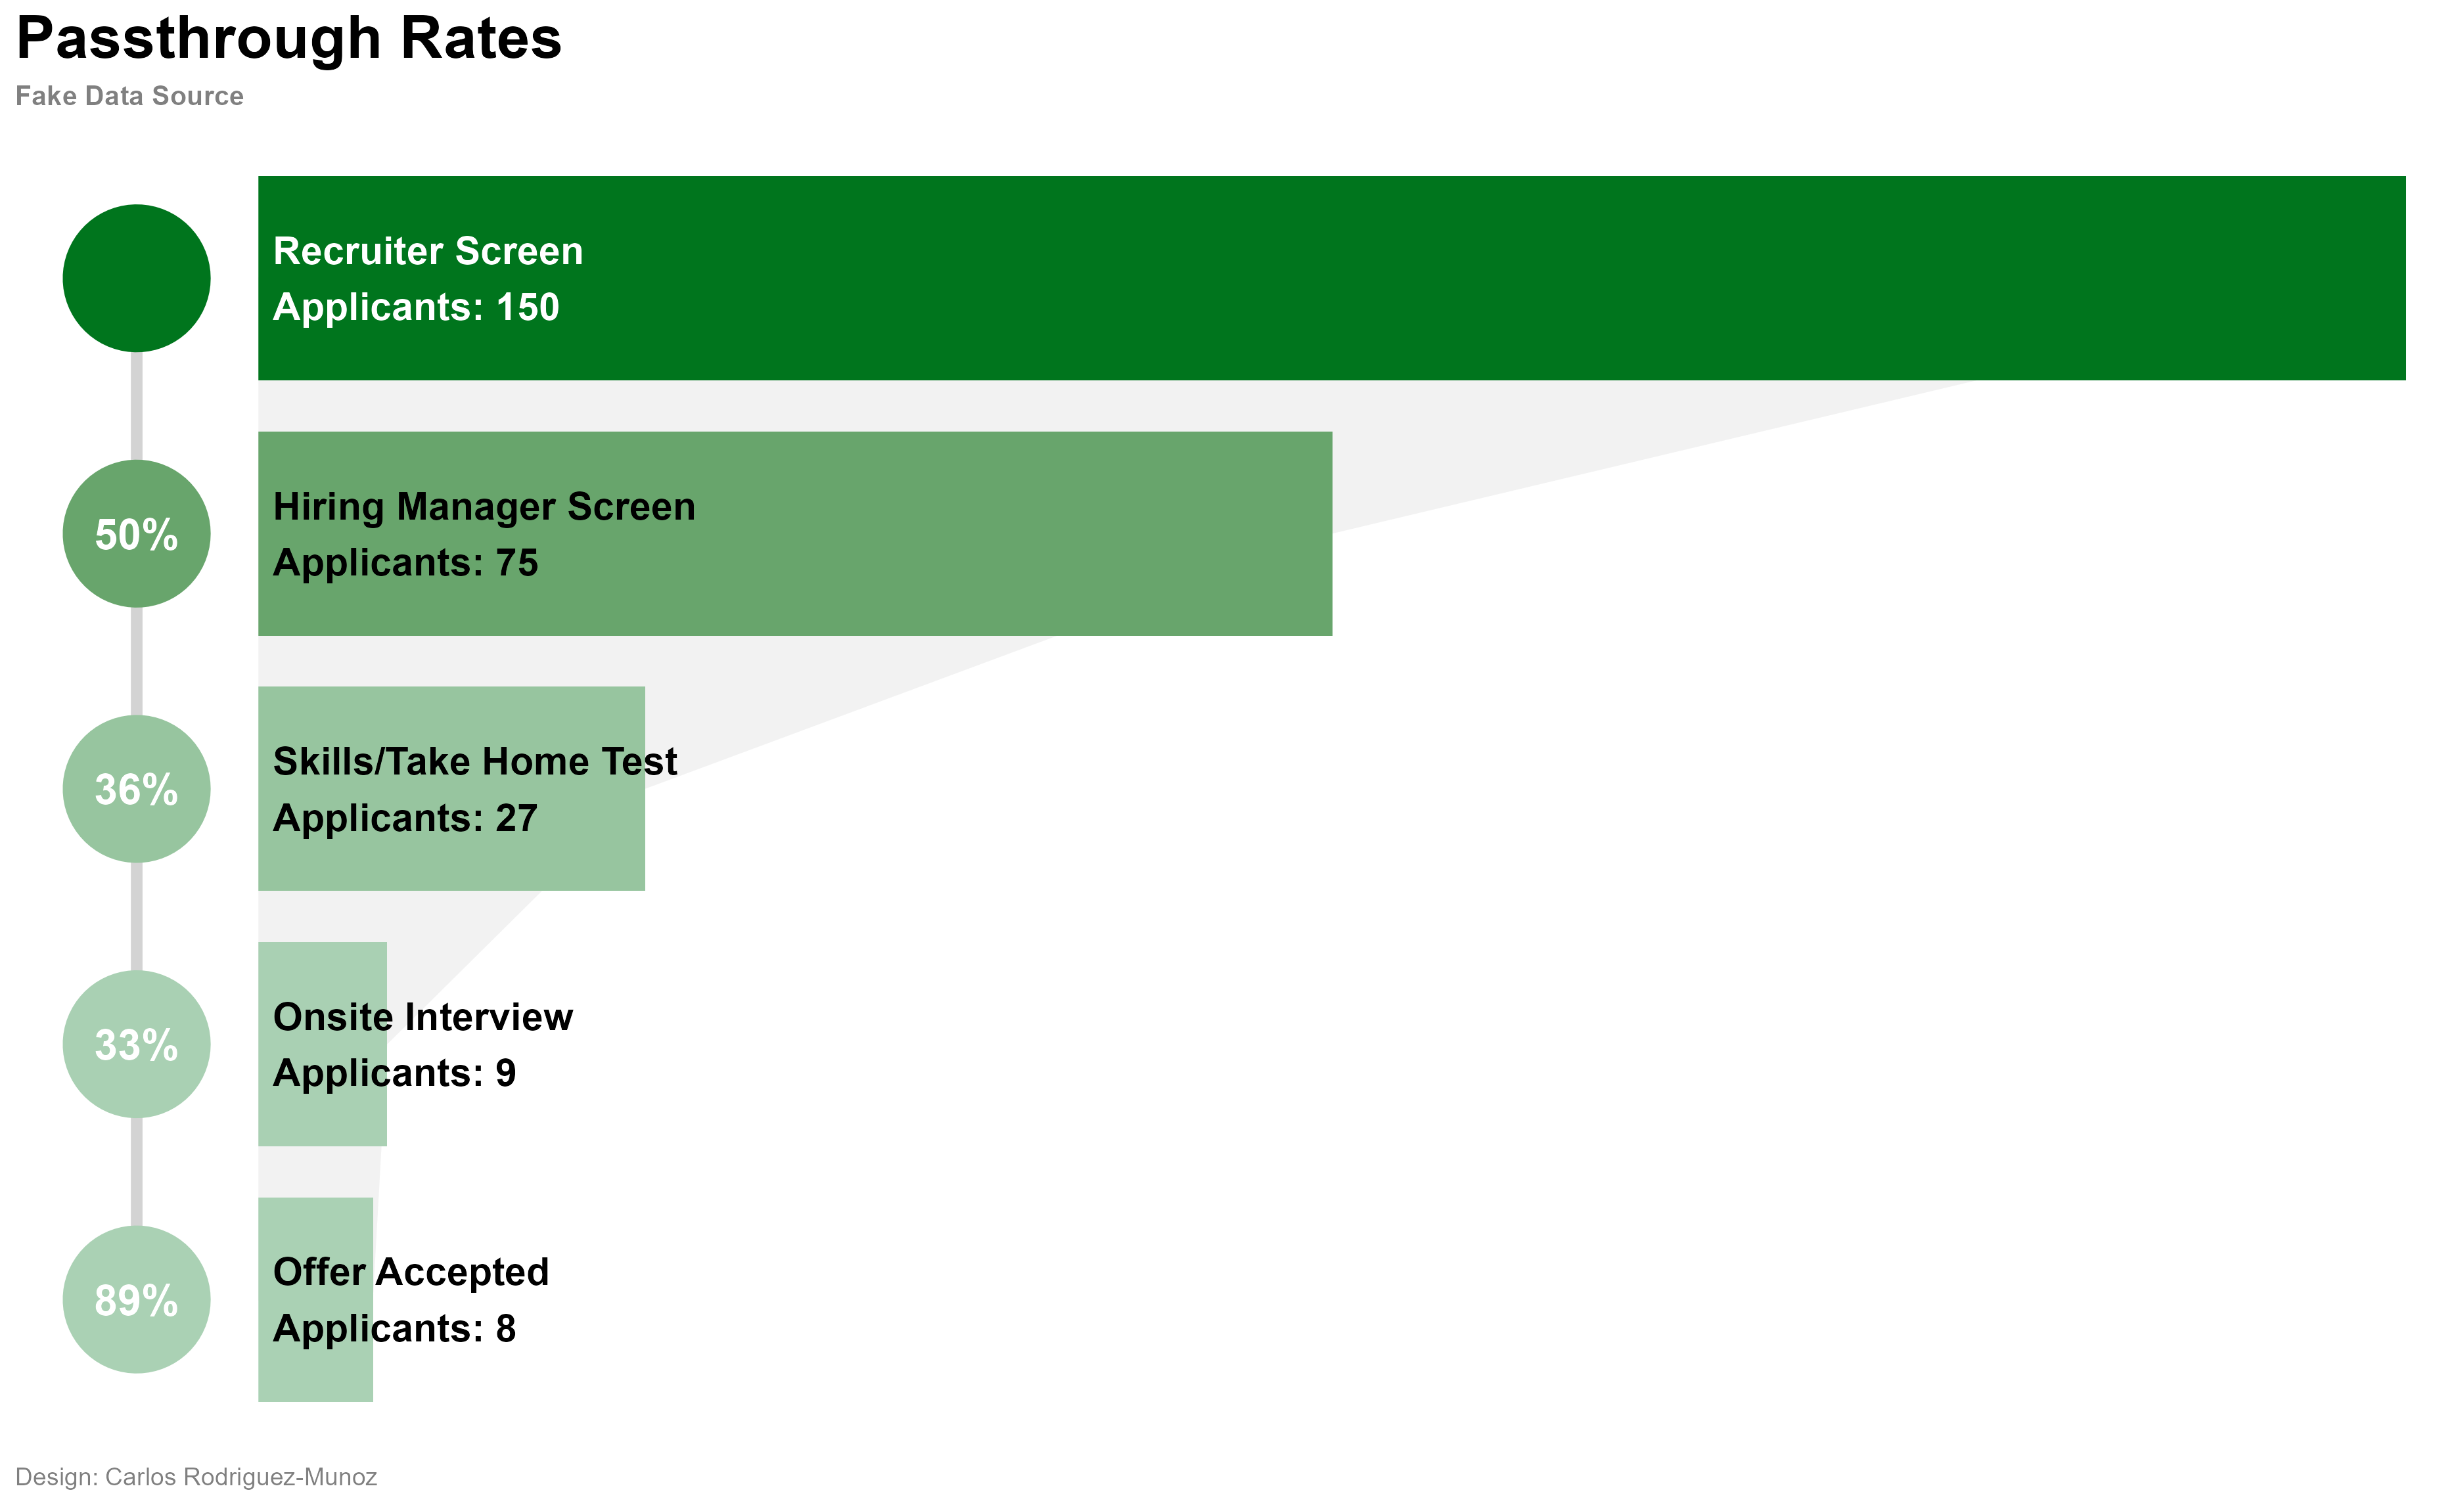 Passthrough Rates
Fake Data Source
Recruiter Screen
Applicants: 150
50%
Hiring Manager Screen
Applicants: 75
36%
Skills/Take Home Test
Applicants: 27
33%
Onsite Interview
Applicants: 9
89%
Offer Accepted
Applicants: 8
Design: Carlos Rodriguez-Munoz